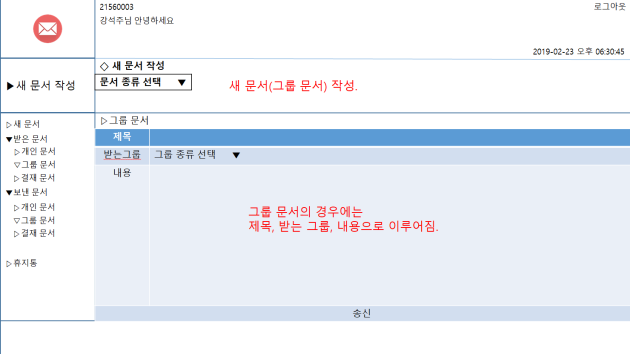 21560003
로그아웃
강석주님 안녕하세요
2019-02-23 오후 06:30:45
▶새 문서 작성
◇ 새 문서 작성
문서 종류 선택 ▼
새 문서(그룹 문서) 작성.
▷새 문서
▼받은 문서
▷개인 문서
▽그룹 문서
▷결재 문서
▼보낸 문서
▷개인 문서
▽그룹 문서
▷결재 문서
▷휴지통
▷그룹 문서
제목
받는그룹 그룹 종류 선택 ▼
내용
그룹 문서의 경우에는
제목, 받는 그룹, 내용으로 이루어짐.
송신